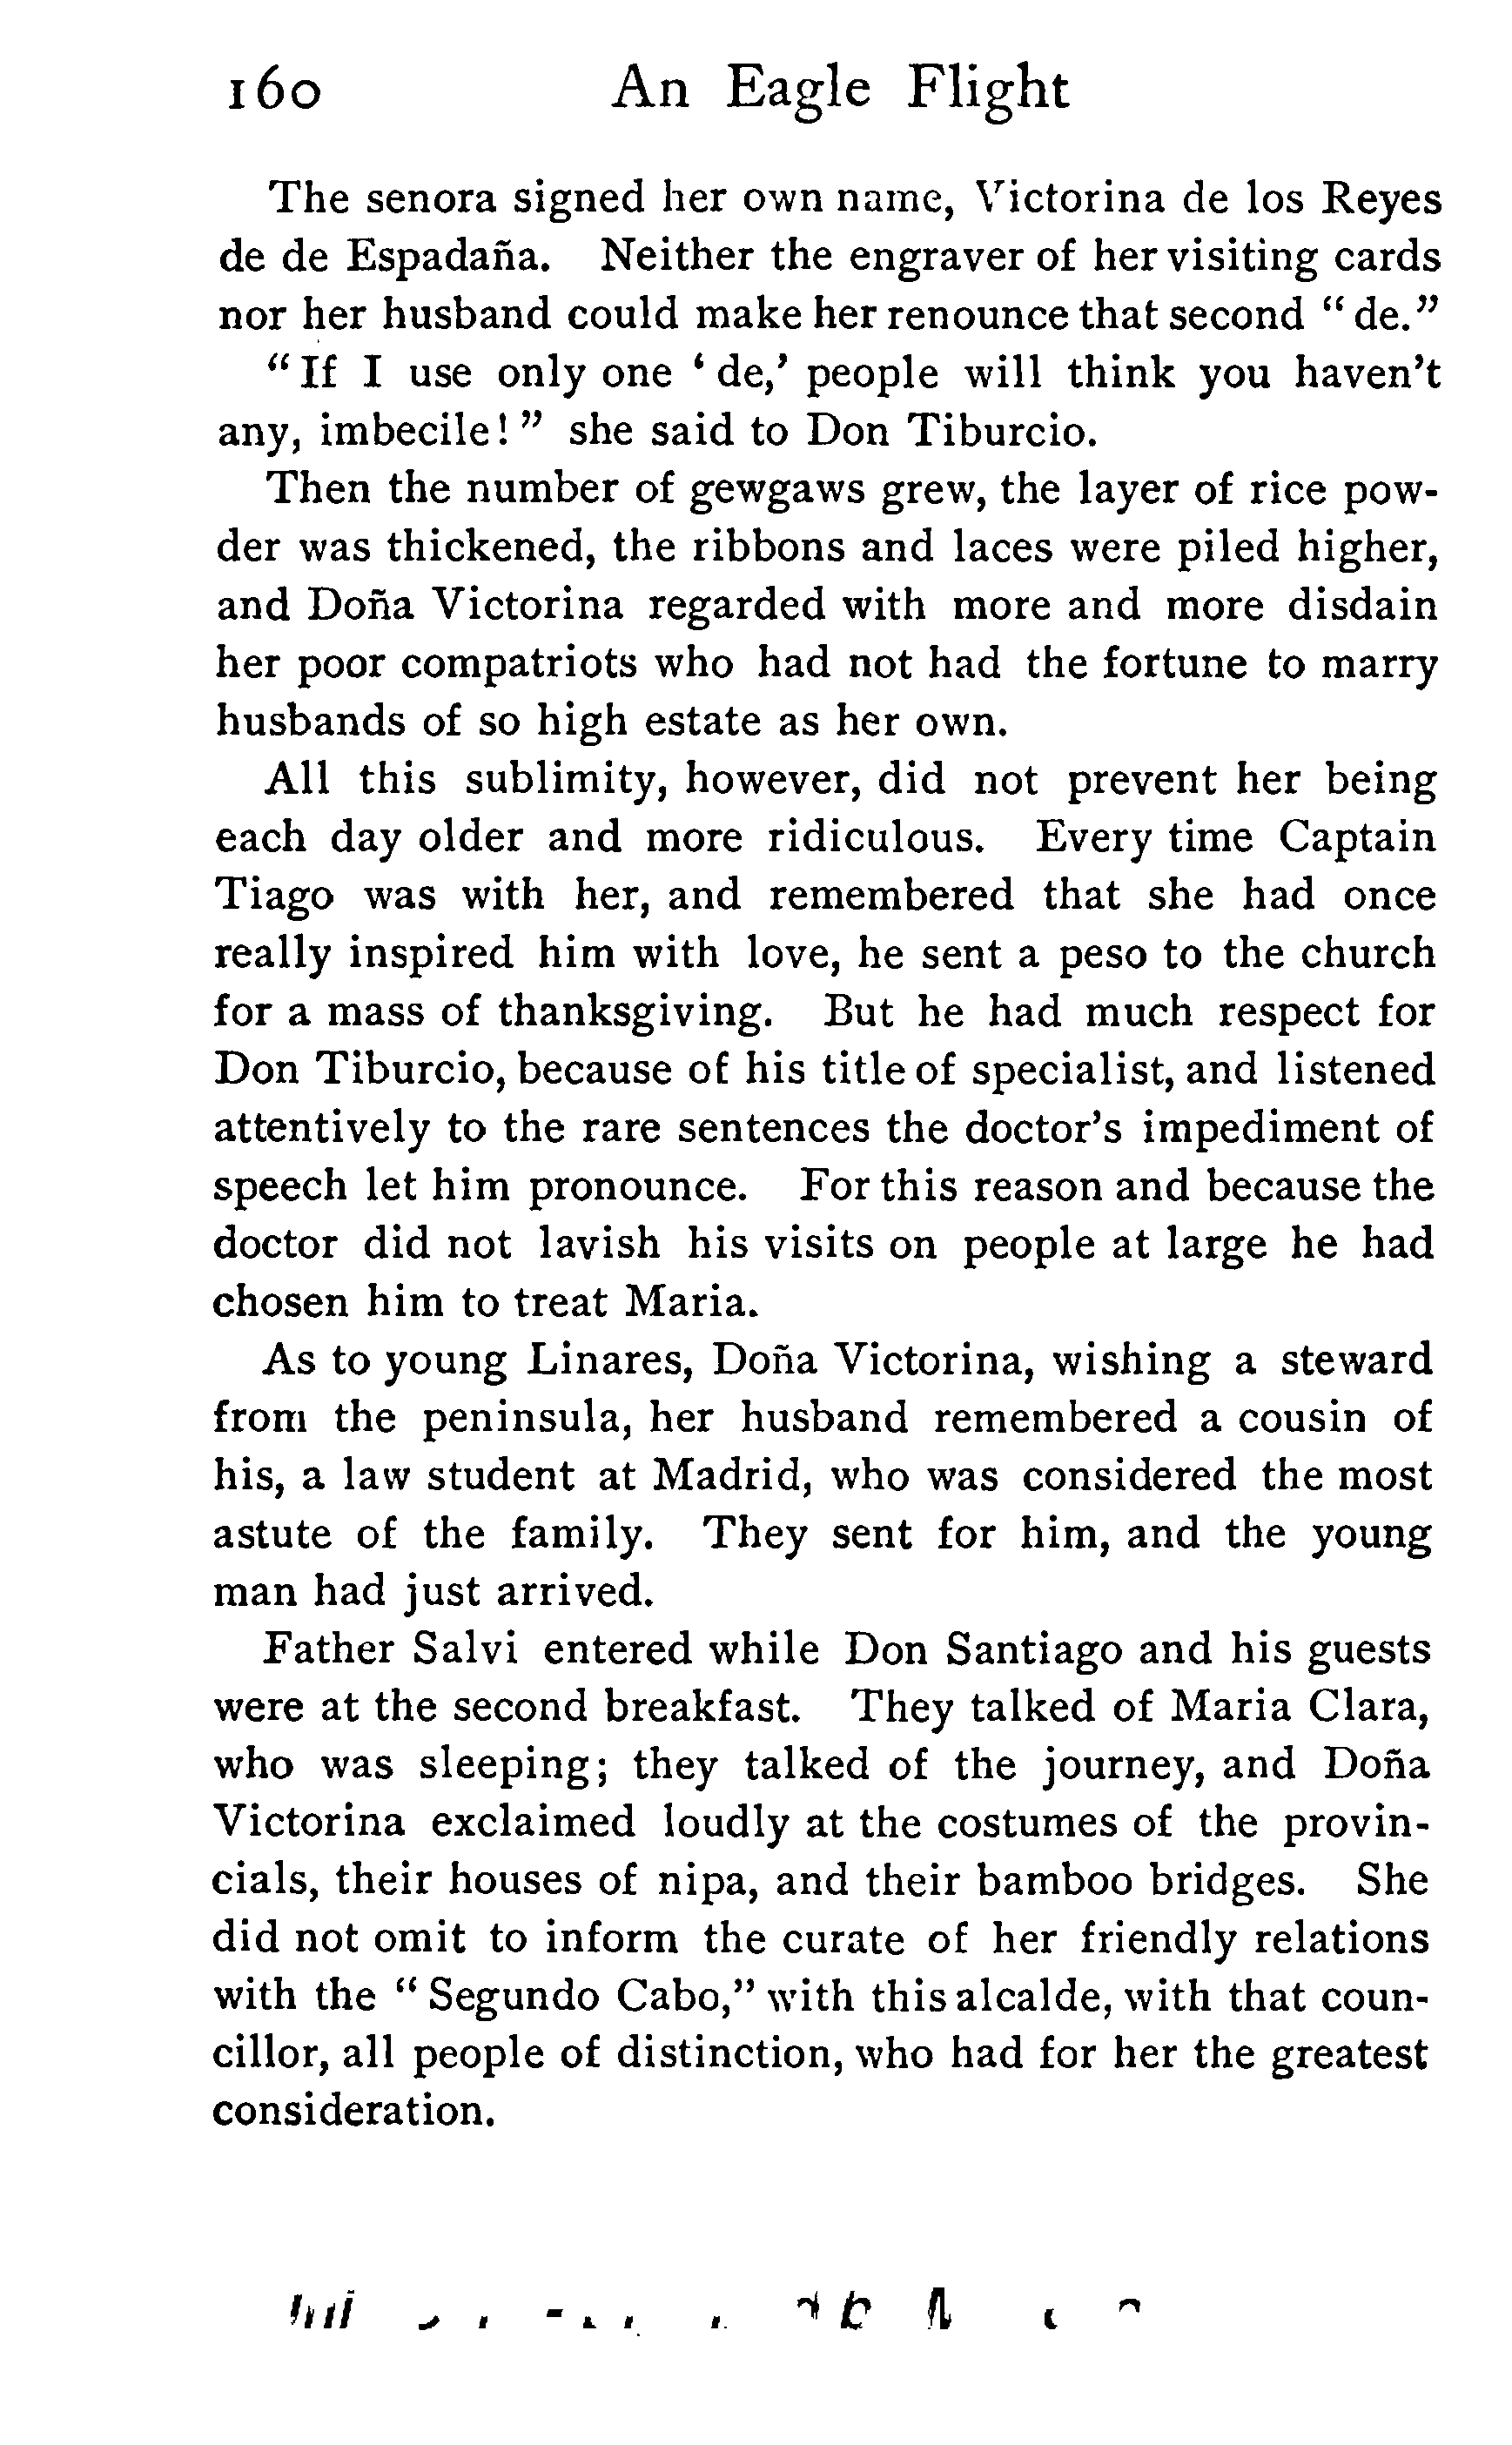 160 An Eagle Flight
The senora signed her own name, Victorina de los Reyes
de de Espadaña. Neither the engraver of her visiting cards
nor her husband could make her renounce that second “de.”
“If I use only one ‘de,’ people will think you haven’t
any, imbecile!” she said to Don Tiburcio.
Then the number of gewgaws grew, the layer of rice pow-
der was thickened, the ribbons and laces were piled higher,
and Doña Victorina regarded with more and more disdain
her poor compatriots who had not had the fortune to marry
husbands of so high estate as her own.
All this sublimity, however, did not prevent her being
each day older and more ridiculous. Every time Captain
Tiago was with her, and remembered that she had once
really inspired him with love, he sent a peso to the church
for a mass of thanksgiving. But he had much respect for
Don Tiburcio, because of his title of specialist, and listened
attentively to the rare sentences the doctor’s impediment of
speech let him pronounce. For this reason and because the
doctor did not lavish his visits on people at large he had
chosen him to treat Maria.
As to young Linares, Doña Victorina, wishing a steward
from the peninsula, her husband remembered a cousin of
his, a law student at Madrid, who was considered the most
astute of the family. They sent for him, and the young
man had just arrived.
Father Salvi entered while Don Santiago and his guests
were at the second breakfast. They talked of Maria Clara,
who was sleeping; they talked of the journey, and Doña
Victorina exclaimed loudly at the costumes of the provin-
cials, their houses of nipa, and their bamboo bridges. She
did not omit to inform the curate of her friendly relations
with the “Segundo Cabo,” with this alcalde, with that coun-
cillor, all people of distinction, who had for her the greatest
consideration.